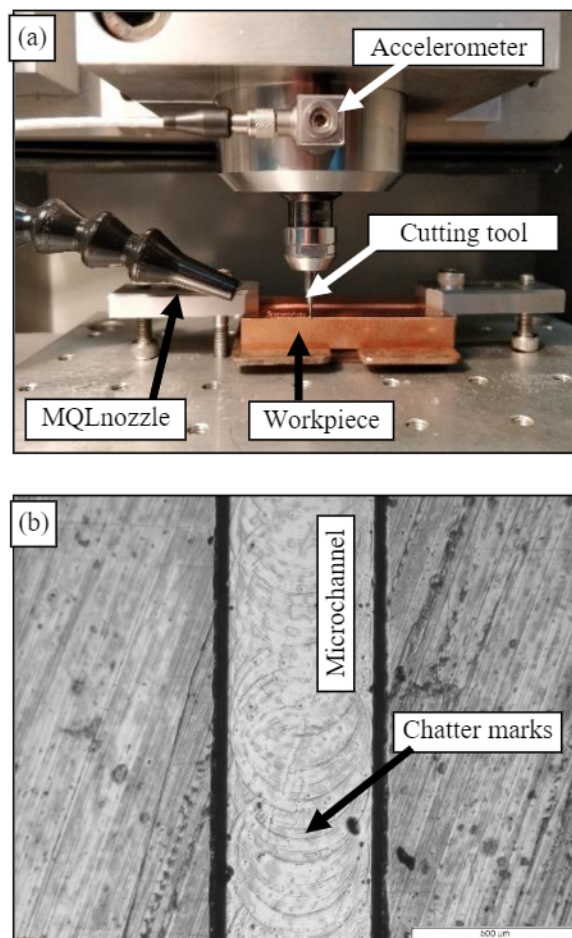 (a)
Accelerometer
Cutting tool
MQLnozzle
Workpiece
(b)
Microchannel
Chatter marks
500 µm